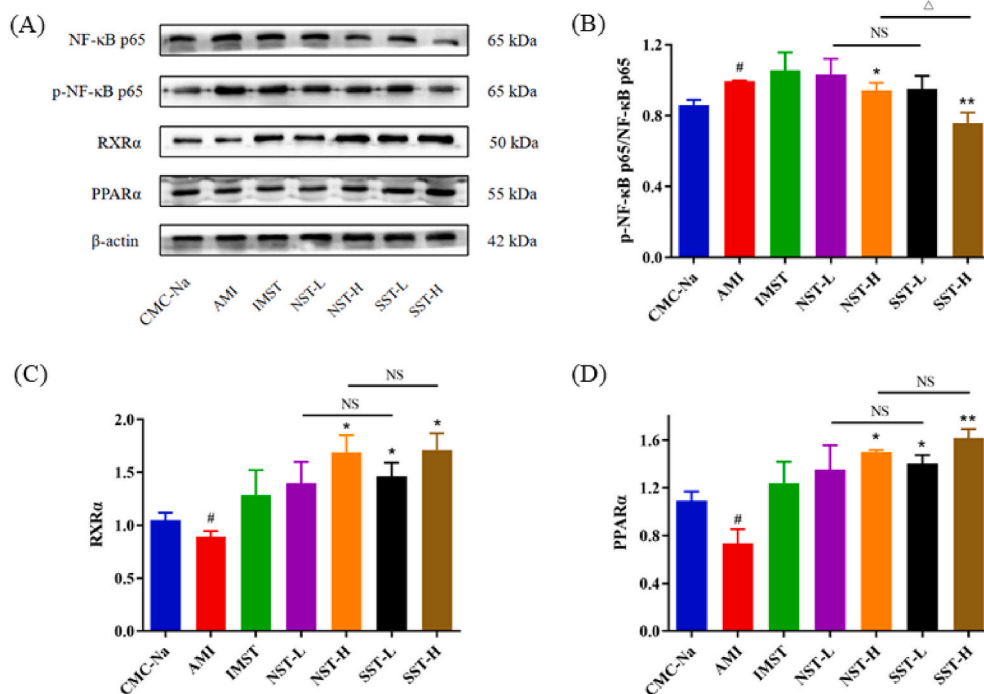 (A)
NF-κB p65
65 kDa
p-NF-κB p65
65 kDa
RXRα
50 kDa
PPARα
55 kDa
β-actin
42 kDa
CMC-Na AMI IMST NST-L NST-H SST-L SST-H
(B)
△
NS
#
*
**
p-NF-κB p65/NF-κB p65
1.2
0.8
0.4
0.0
CMC-Na AMI IMST NST-L NST-H SST-L SST-H
(C)
NS
NS
#
*
*
*
RXRα
2.0
1.5
1.0
0.5
0.0
CMC-Na AMI IMST NST-L NST-H SST-L SST-H
(D)
NS
NS
#
*
*
**
PPARα
1.6
1.2
0.8
0.4
0.0
CMC-Na AMI IMST NST-L NST-H SST-L SST-H